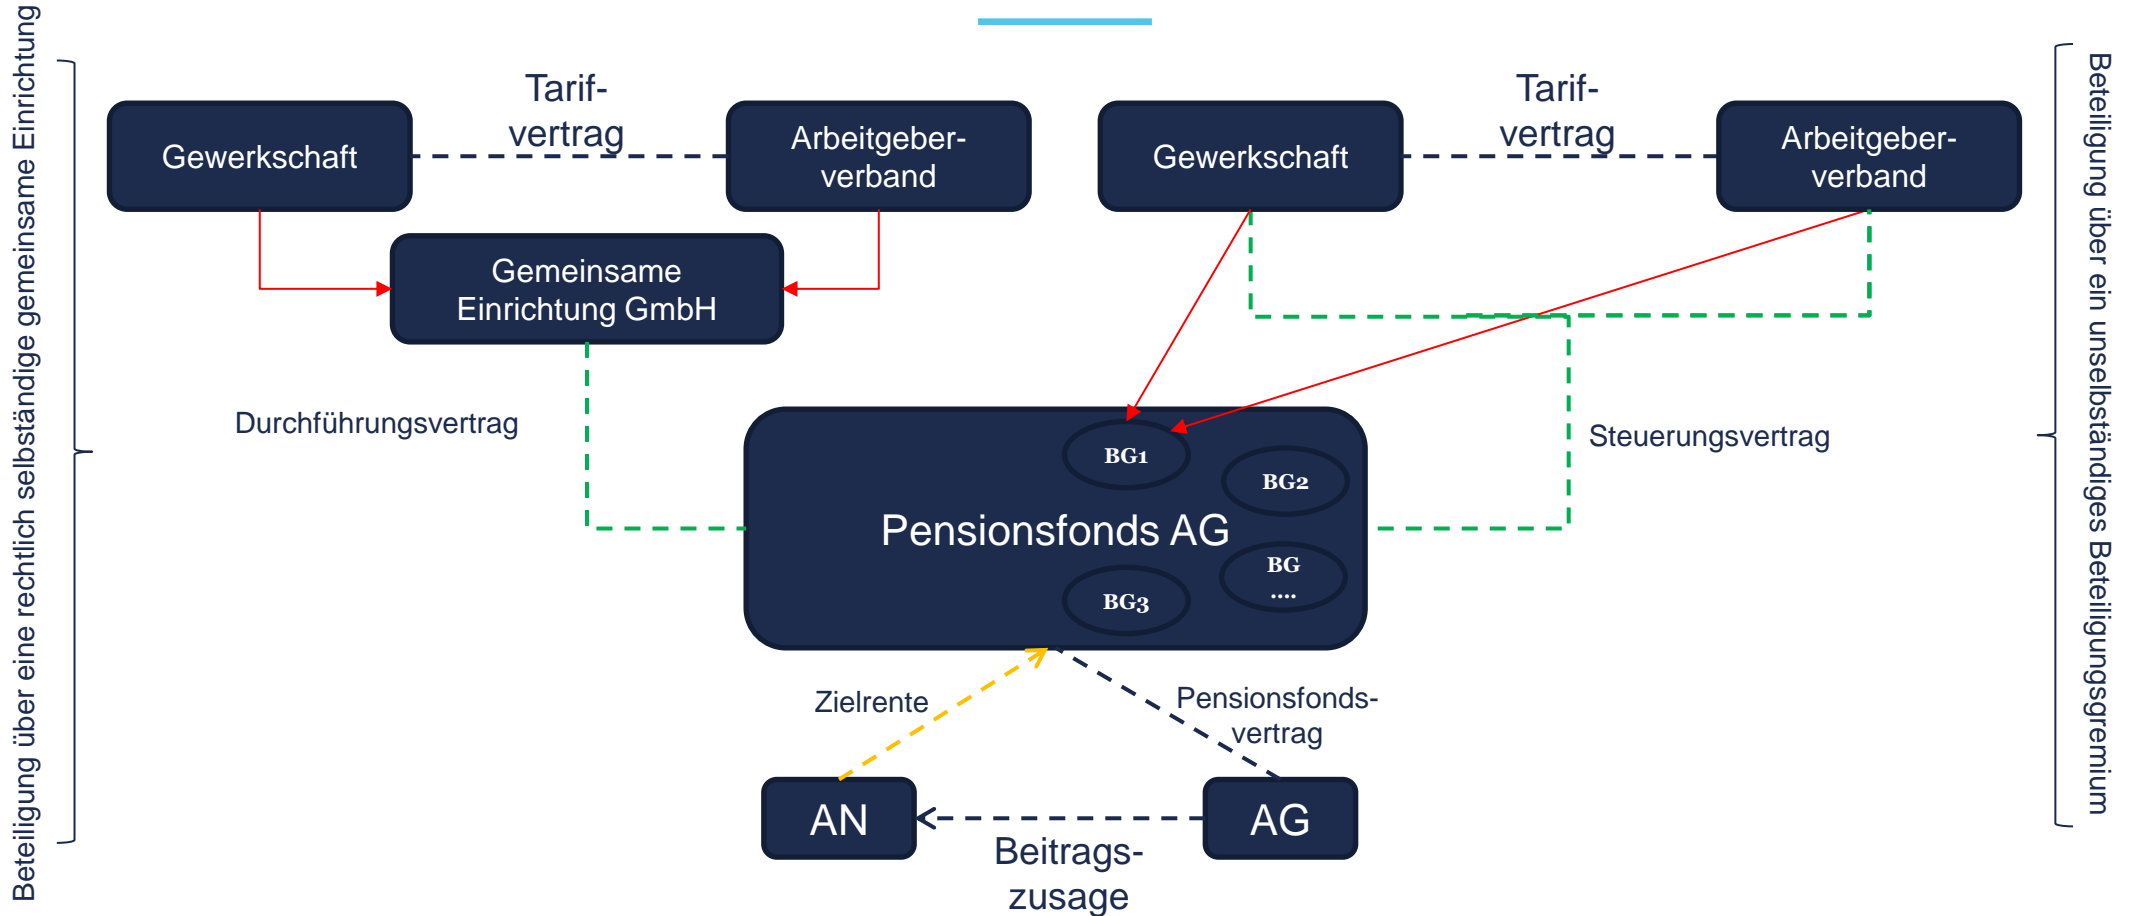 Beteiligung über eine rechtlich selbständige gemeinsame Einrichtung
Gewerkschaft
Tarif-
vertrag
Arbeitgeber-
verband
Gemeinsame
Einrichtung GmbH
Durchführungsvertrag
Gewerkschaft
Tarif-
vertrag
Arbeitgeber-
verband
Steuerungsvertrag
Beteiligung über ein unselbständiges Beteiligungsgremium
BG1
BG2
Pensionsfonds AG
BG
....
BG3
Zielrente
Pensionsfonds-
vertrag
AN
AG
Beitrags-
zusage